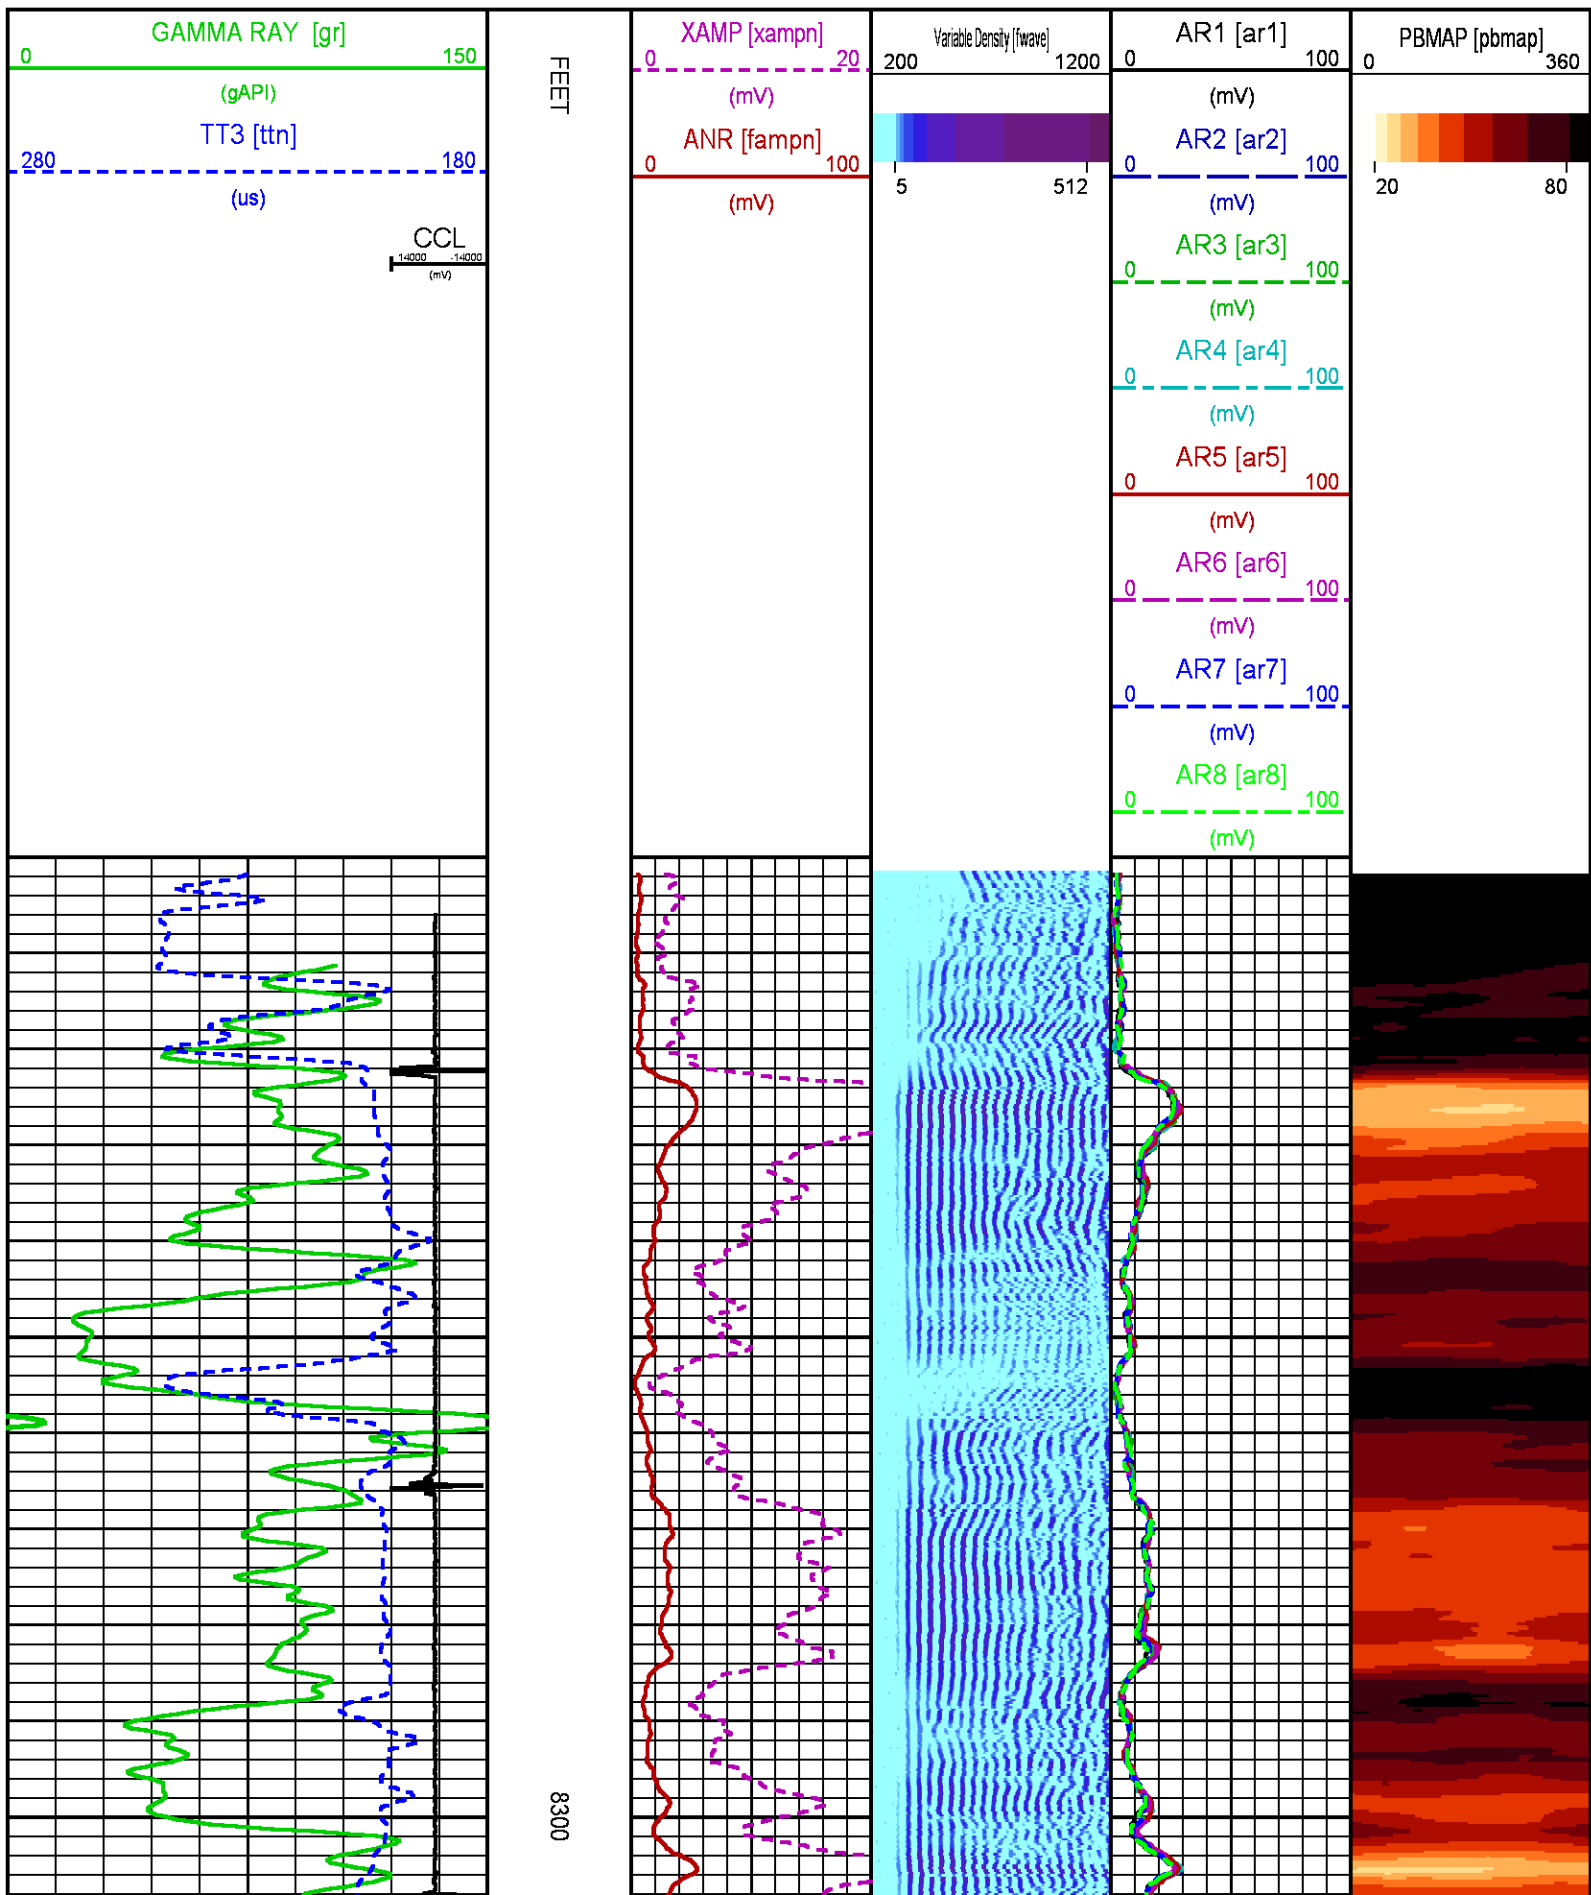 GAMMA RAY [gr]
0 150
(gAPI)
TT3 [ttn]
280 180
(us)
CCL
14000 -14000
(mV)
FEET
8300
XAMP [xampn]
0 20
(mV)
ANR [fampn]
0 100
(mV)
Variable Density [fwave]
200 1200
5 512
AR1 [ar1]
0 100
(mV)
AR2 [ar2]
0 100
(mV)
AR3 [ar3]
0 100
(mV)
AR4 [ar4]
0 100
(mV)
AR5 [ar5]
0 100
(mV)
AR6 [ar6]
0 100
(mV)
AR7 [ar7]
0 100
(mV)
AR8 [ar8]
0 100
(mV)
PBMAP [pbmap]
0 360
20 80